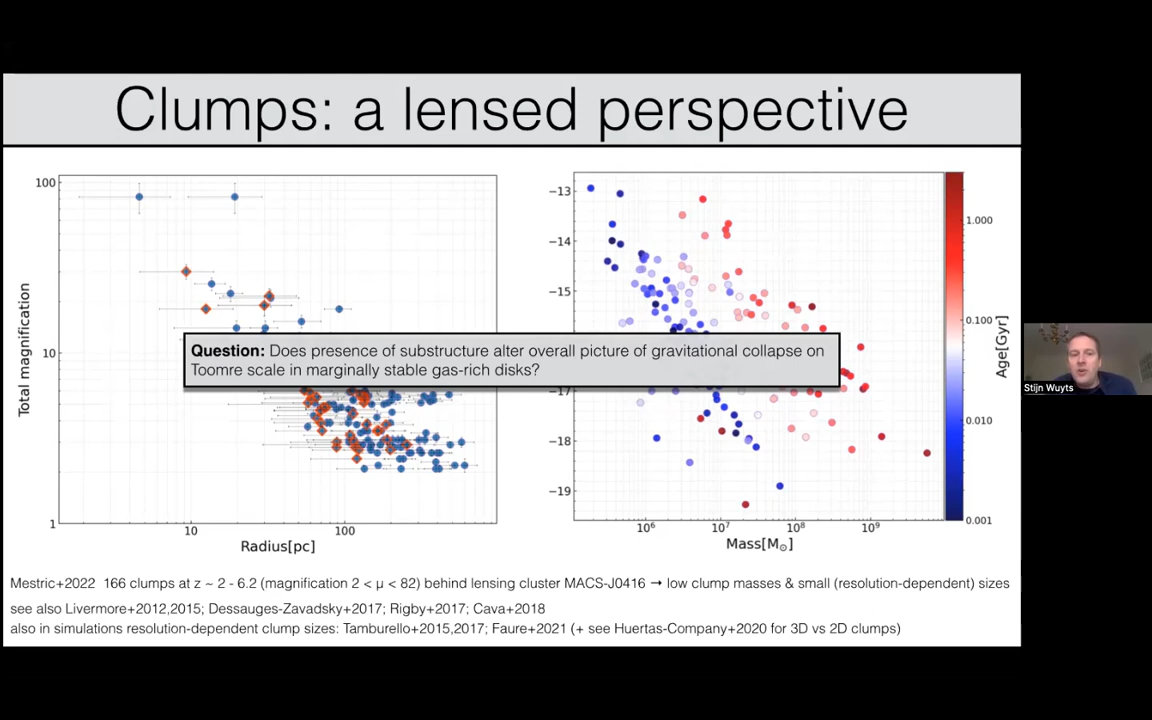 Clumps: a lensed perspective
100
10
1
Total magnification
10
100
Radius[pc]
−13
−14
−15
−17
−18
−19
10⁶
10⁷
10⁸
10⁹
Mass[M⊙]
1.000
0.100
0.010
0.001
Age[Gyr]
Question: Does presence of substructure alter overall picture of gravitational collapse on
Toomre scale in marginally stable gas-rich disks?
Stijn Wuyts
Mestric+2022 166 clumps at z ~ 2 - 6.2 (magnification 2 < μ < 82) behind lensing cluster MACS-J0416 → low clump masses & small (resolution-dependent) sizes
see also Livermore+2012,2015; Dessauges-Zavadsky+2017; Rigby+2017; Cava+2018
also in simulations resolution-dependent clump sizes: Tamburello+2015,2017; Faure+2021 (+ see Huertas-Company+2020 for 3D vs 2D clumps)